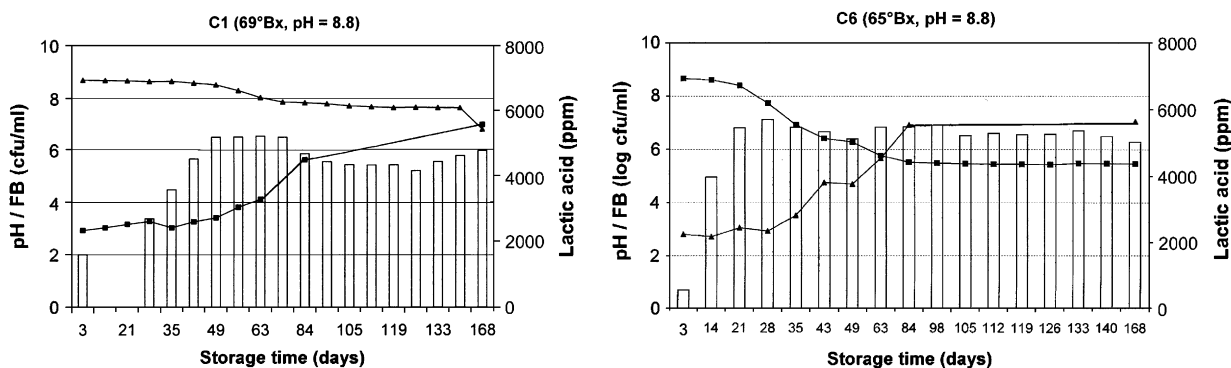 C1 (69°Bx, pH = 8.8)
pH / FB (cfu/ml)
10
8
6
4
2
0
8000
6000
4000
2000
0
Lactic acid (ppm)
3 21 35 49 63 84 105 119 133 168
Storage time (days)
C6 (65°Bx, pH = 8.8)
pH / FB (log cfu/ml)
10
8
6
4
2
0
8000
6000
4000
2000
0
Lactic acid (ppm)
3 14 21 28 35 43 49 63 84 98 105 112 119 126 133 140 168
Storage time (days)